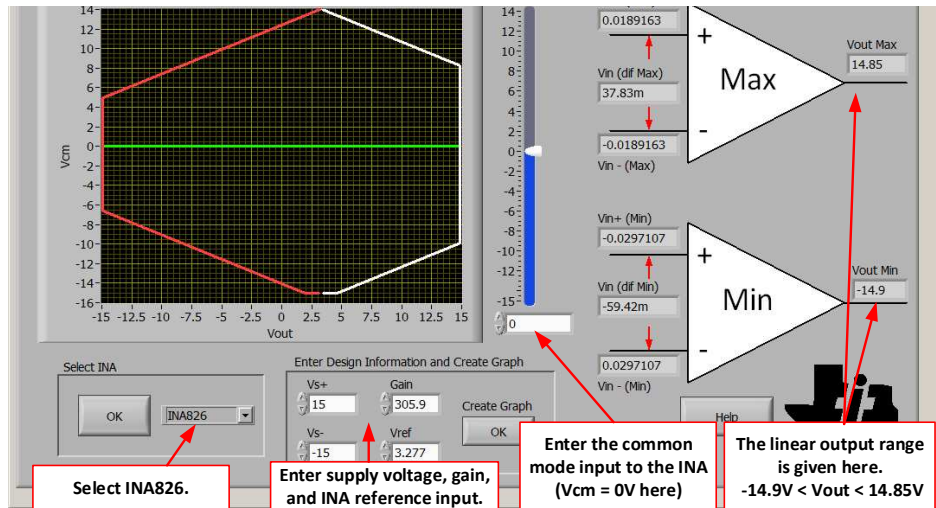 14
12
10
8
6
4
2
0
-2
-4
-6
-8
-10
-12
-14
-16
Vcm
-15 -12.5 -10 -7.5 -5 -2.5 0 2.5 5 7.5 10 12.5 15
Vout
14
12
10
8
6
4
2
0
-2
-4
-6
-8
-10
-12
-15
0
0.0189163
Vin (dif Max)
37.83m
-0.0189163
Vin - (Max)
+
-
Max
Vout Max
14.85
Vin+ (Min)
-0.0297107
Vin (dif Min)
-59.42m
0.0297107
Vin - (Min)
+
-
Min
Vout Min
-14.9
Select INA
OK
INA826
Enter Design Information and Create Graph
Vs+
15
Gain
305.9
Vs-
-15
Vref
3.277
Create Graph
OK
Help
Select INA826.
Enter supply voltage, gain,
and INA reference input.
Enter the common
mode input to the INA
(Vcm = 0V here)
The linear output range
is given here.
-14.9V < Vout < 14.85V